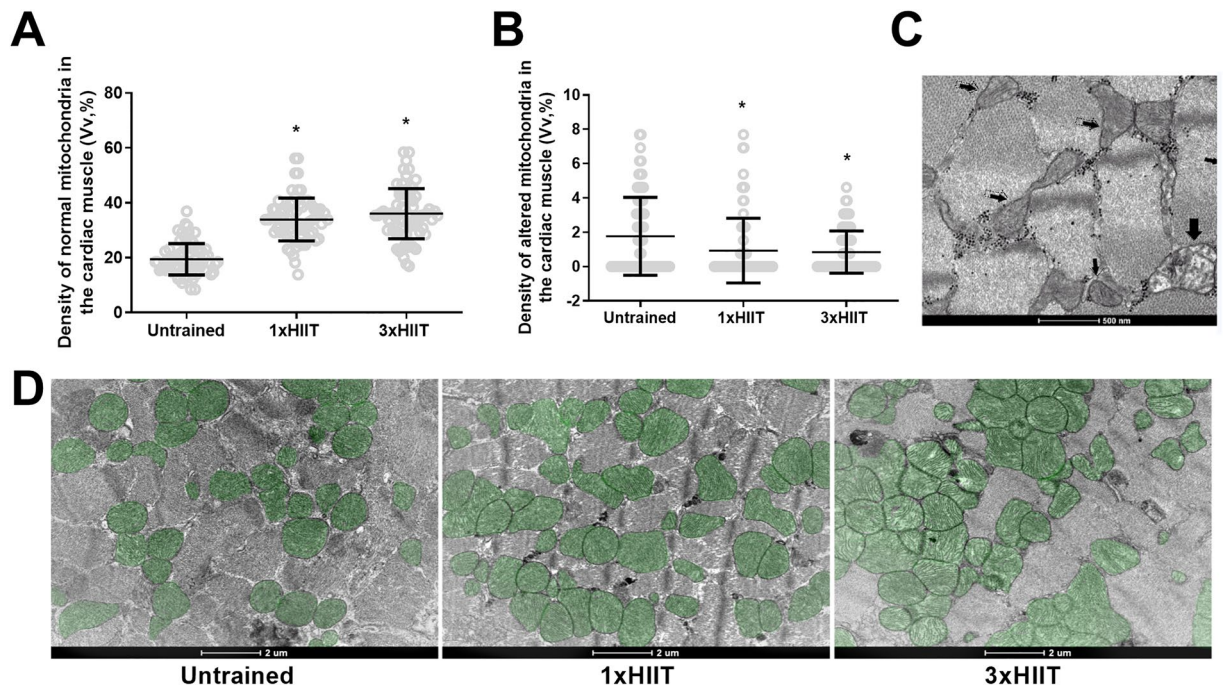 A
B
C
Density of normal mitochondria in
the cardiac muscle (Vv,%)
80
60
40
20
0
Untrained
1xHIIT
3xHIIT
*
*
Density of altered mitochondria in
the cardiac muscle (Vv,%)
10
8
6
4
2
0
-2
Untrained
1xHIIT
3xHIIT
*
*
500 nm
D
2 um
2 um
2 um
Untrained
1xHIIT
3xHIIT